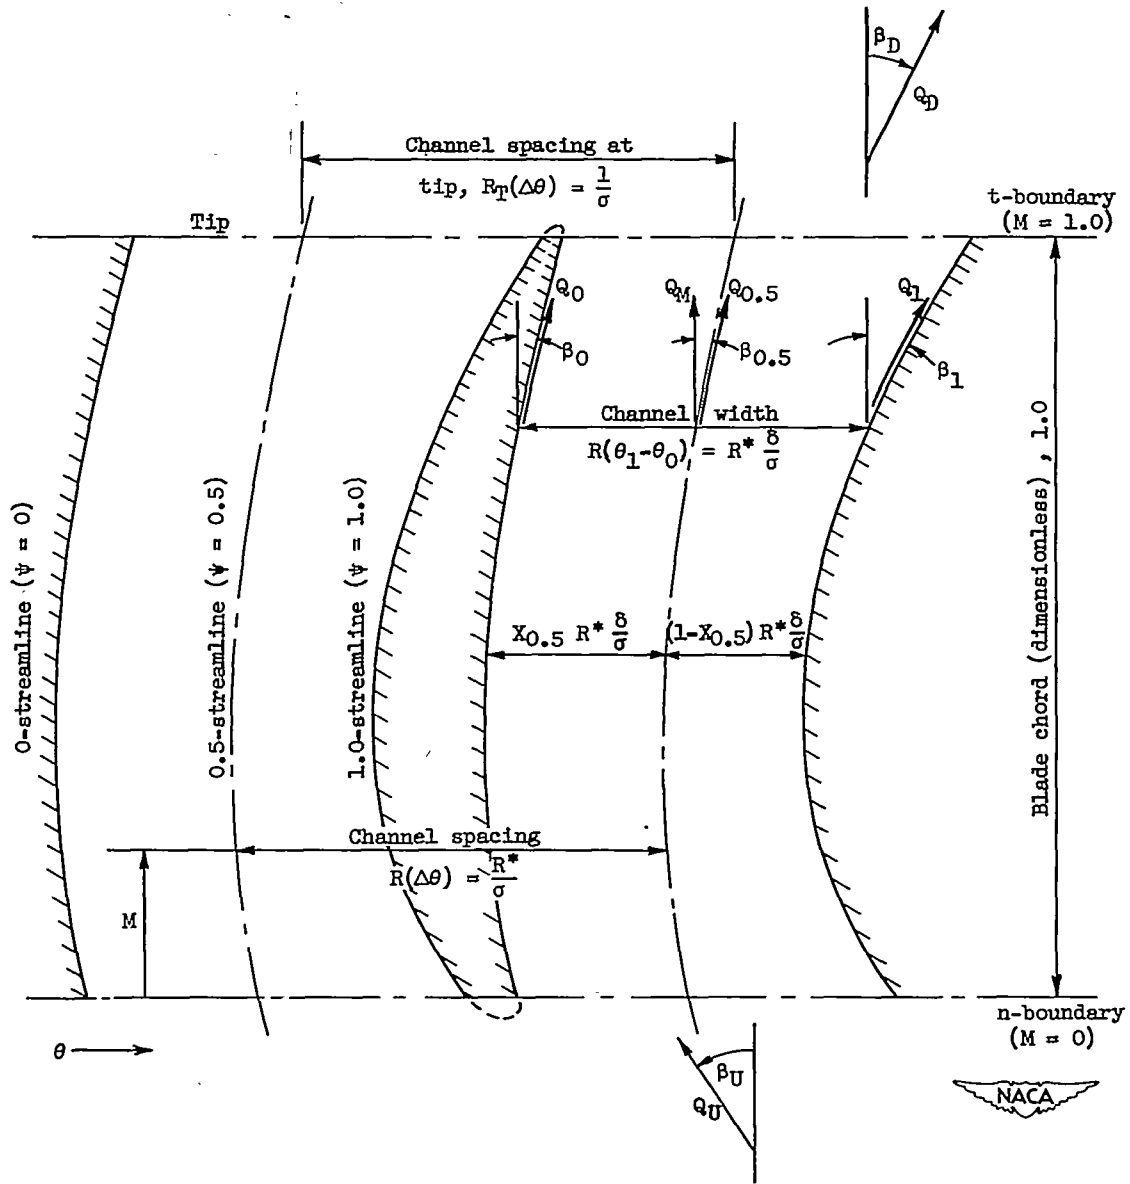 β_D
Q_D
Channel spacing at
tip, R_T(Δθ) = 1/σ
Tip
t-boundary
(M = 1.0)
Q_0
Q_M
Q_0.5
Q_1
β_0
β_0.5
β_1
Channel width
R(θ_1-θ_0) = R* δ/σ
0-streamline (ψ = 0)
0.5-streamline (ψ = 0.5)
1.0-streamline (ψ = 1.0)
Blade chord (dimensionless), 1.0
X_0.5 R* δ/σ
(1-X_0.5) R* δ/σ
Channel spacing
R(Δθ) = R*/σ
M
n-boundary
(M = 0)
θ
β_U
Q_U
NACA